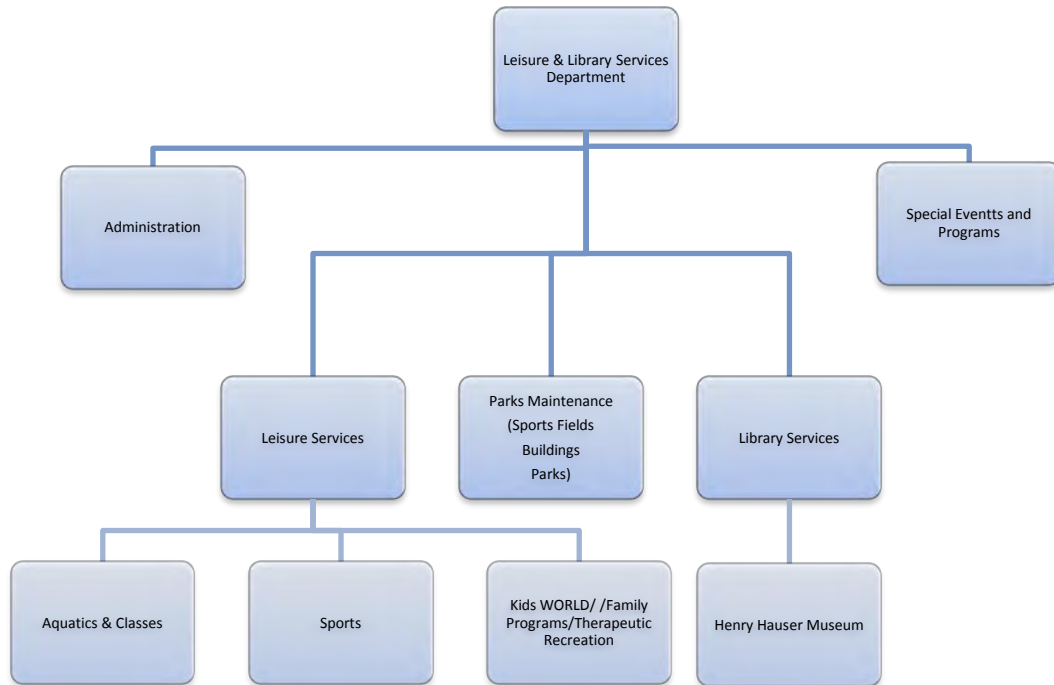 Leisure & Library Services
Department
Administration
Special Eventts and
Programs
Leisure Services
Parks Maintenance
(Sports Fields
Buildings
Parks)
Library Services
Aquatics & Classes
Sports
Kids WORLD/ /Family
Programs/Therapeutic
Recreation
Henry Hauser Museum